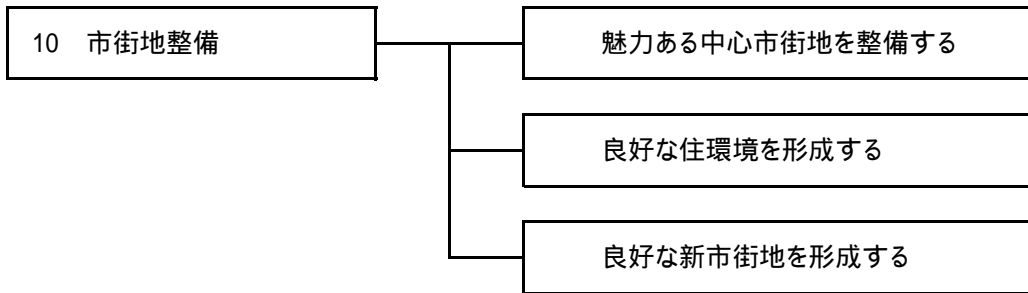 10　市街地整備
魅力ある中心市街地を整備する
良好な住環境を形成する
良好な新市街地を形成する